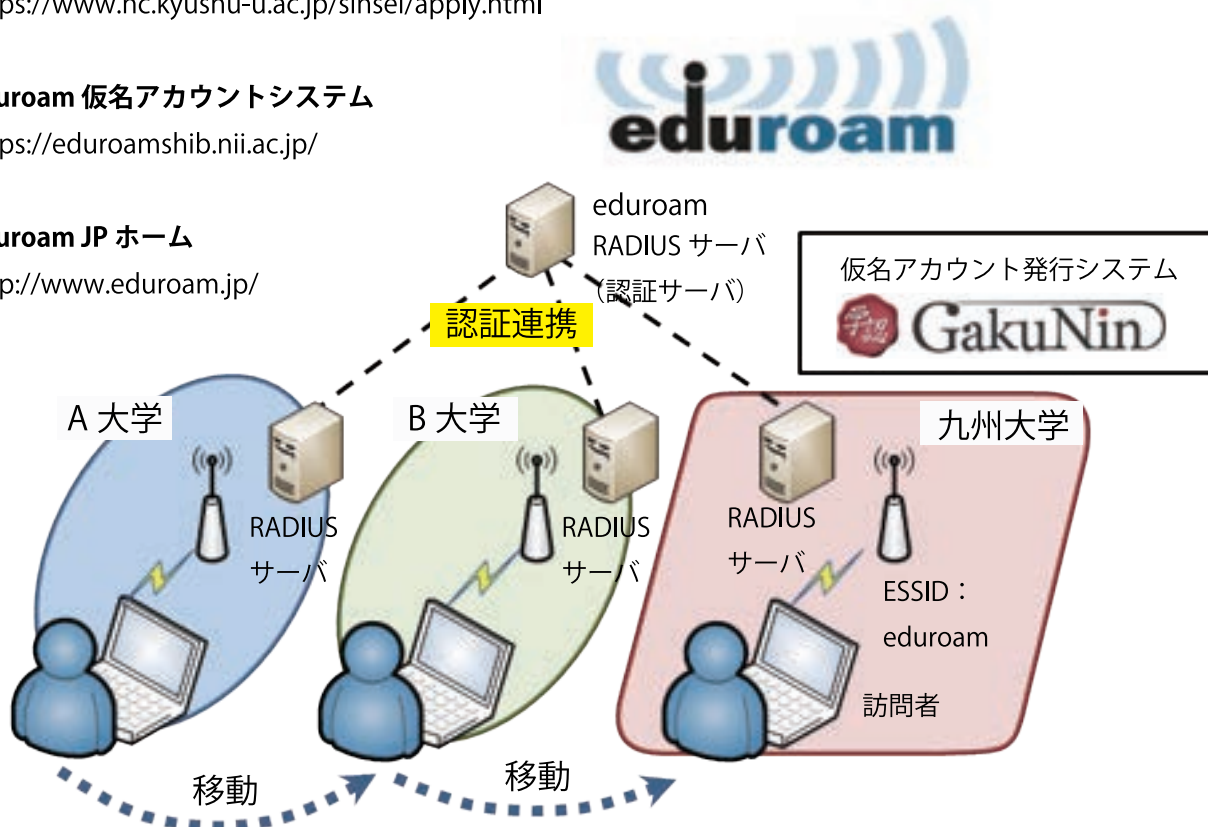 ps://www.nc.kyushu-u.ac.jp/sinsei/apply.html
uroam 仮名アカウントシステム
ps://eduroamshib.nii.ac.jp/
uroam JP ホーム
p://www.eduroam.jp/
eduroam
eduroam
RADIUS サーバ
（認証サーバ）
認証連携
仮名アカウント発行システム
学認
GakuNin
A 大学
RADIUS
サーバ
B 大学
RADIUS
サーバ
九州大学
RADIUS
サーバ
ESSID：
eduroam
訪問者
移動
移動